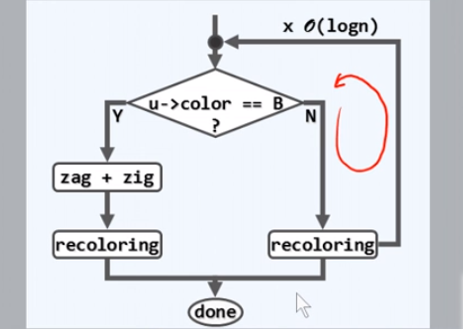 x O(logn)
u->color == B
?
Y
N
zag + zig
recoloring
recoloring
done